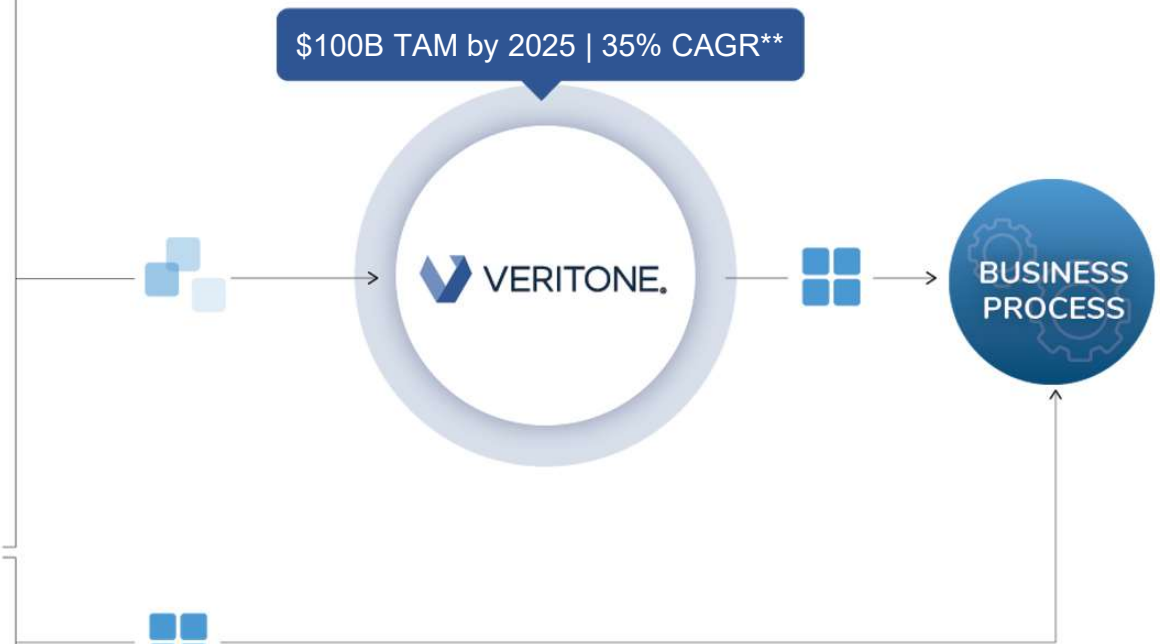 $100B TAM by 2025 | 35% CAGR**
VERITONE.
BUSINESS
PROCESS